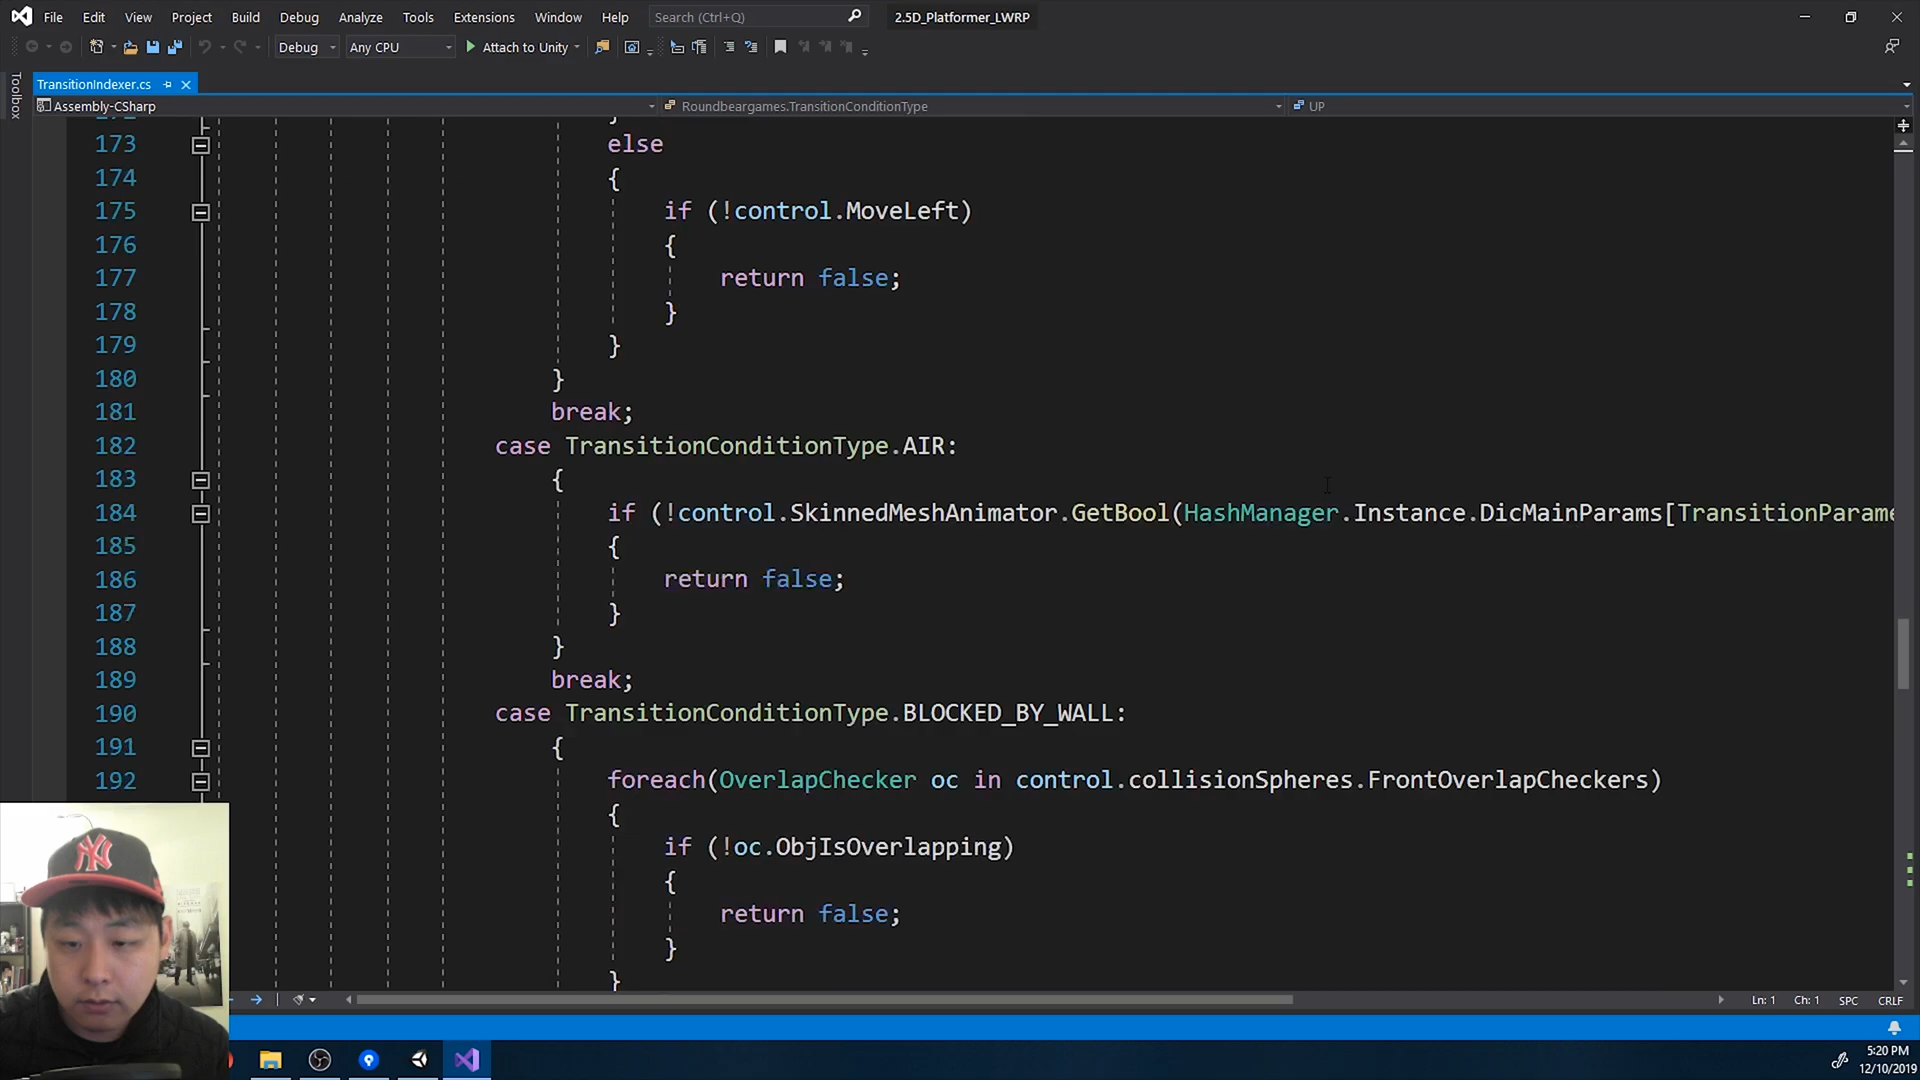 File Edit View Project Build Debug Analyze Tools Extensions Window Help Search (Ctrl+Q) 2.5D_Platformer_LWRP
Debug Any CPU Attach to Unity
Toolbox
TransitionIndexer.cs
Assembly-CSharp Roundbeargames.TransitionConditionType UP
172 }
173 else
174 {
175 if (!control.MoveLeft)
176 {
177 return false;
178 }
179 }
180 }
181 break;
182 case TransitionConditionType.AIR:
183 {
184 if (!control.SkinnedMeshAnimator.GetBool(HashManager.Instance.DicMainParams[TransitionParame
185 {
186 return false;
187 }
188 }
189 break;
190 case TransitionConditionType.BLOCKED_BY_WALL:
191 {
192 foreach(OverlapChecker oc in control.collisionSpheres.FrontOverlapCheckers)
{
if (!oc.ObjIsOverlapping)
{
return false;
}
}
Ln: 1 Ch: 1 SPC CRLF
5:20 PM
12/10/2019